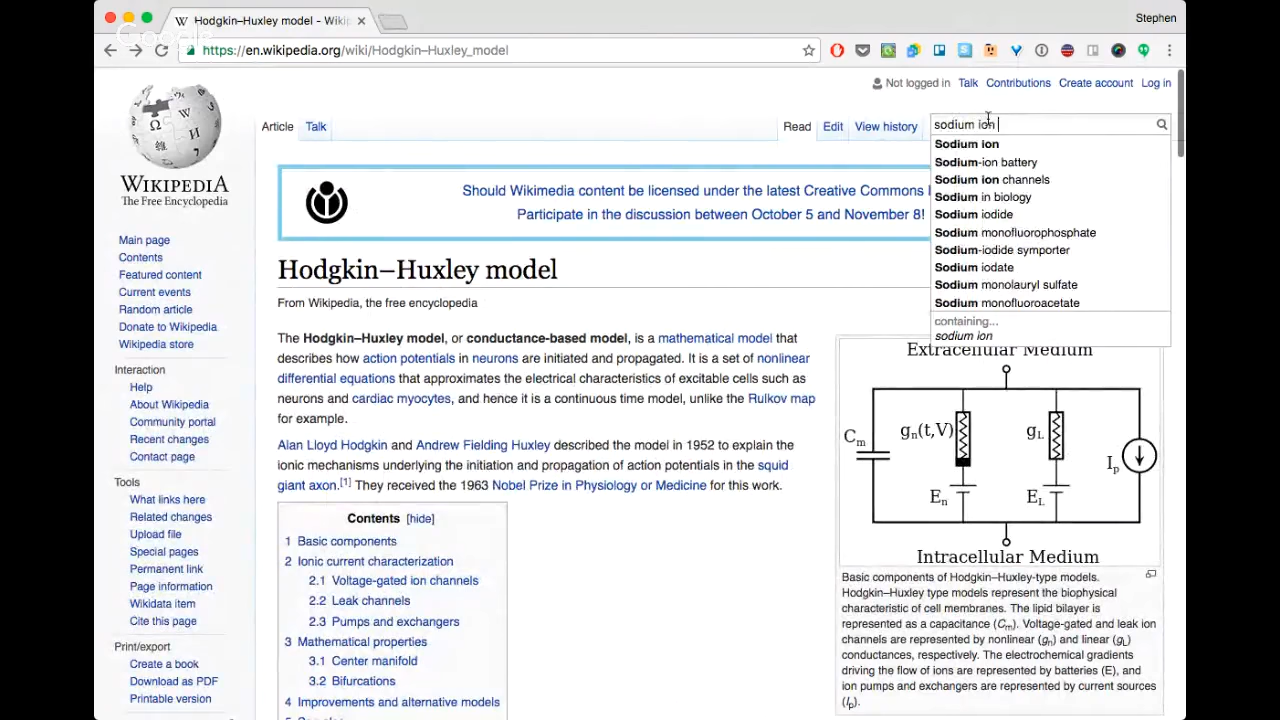 Hodgkin–Huxley model - Wiki
Stephen
Google
https://en.wikipedia.org/wiki/Hodgkin–Huxley_model
Not logged in Talk Contributions Create account Log in
Article Talk Read Edit View history
sodium ion
Sodium ion
Sodium-ion battery
Sodium ion channels
Sodium in biology
Sodium iodide
Sodium monofluorophosphate
Sodium-iodide symporter
Sodium iodate
Sodium monolauryl sulfate
Sodium monofluoroacetate
containing...
sodium ion
WIKIPEDIA
The Free Encyclopedia
Main page
Contents
Featured content
Current events
Random article
Donate to Wikipedia
Wikipedia store
Interaction
Help
About Wikipedia
Community portal
Recent changes
Contact page
Tools
What links here
Related changes
Upload file
Special pages
Permanent link
Page information
Wikidata item
Cite this page
Print/export
Create a book
Download as PDF
Printable version
Should Wikimedia content be licensed under the latest Creative Commons
Participate in the discussion between October 5 and November 8!
Hodgkin–Huxley model
From Wikipedia, the free encyclopedia
The Hodgkin–Huxley model, or conductance-based model, is a mathematical model that
describes how action potentials in neurons are initiated and propagated. It is a set of nonlinear
differential equations that approximates the electrical characteristics of excitable cells such as
neurons and cardiac myocytes, and hence it is a continuous time model, unlike the Rulkov map
for example.
Alan Lloyd Hodgkin and Andrew Fielding Huxley described the model in 1952 to explain the
ionic mechanisms underlying the initiation and propagation of action potentials in the squid
giant axon.[1] They received the 1963 Nobel Prize in Physiology or Medicine for this work.
Contents [hide]
1 Basic components
2 Ionic current characterization
2.1 Voltage-gated ion channels
2.2 Leak channels
2.3 Pumps and exchangers
3 Mathematical properties
3.1 Center manifold
3.2 Bifurcations
4 Improvements and alternative models
Extracellular Medium
Cm gn(t,V) gL Ip
En EL
Intracellular Medium
Basic components of Hodgkin–Huxley-type models.
Hodgkin–Huxley type models represent the biophysical
characteristic of cell membranes. The lipid bilayer is
represented as a capacitance (Cm). Voltage-gated and leak ion
channels are represented by nonlinear (gn) and linear (gL)
conductances, respectively. The electrochemical gradients
driving the flow of ions are represented by batteries (E), and
ion pumps and exchangers are represented by current sources
(Ip).